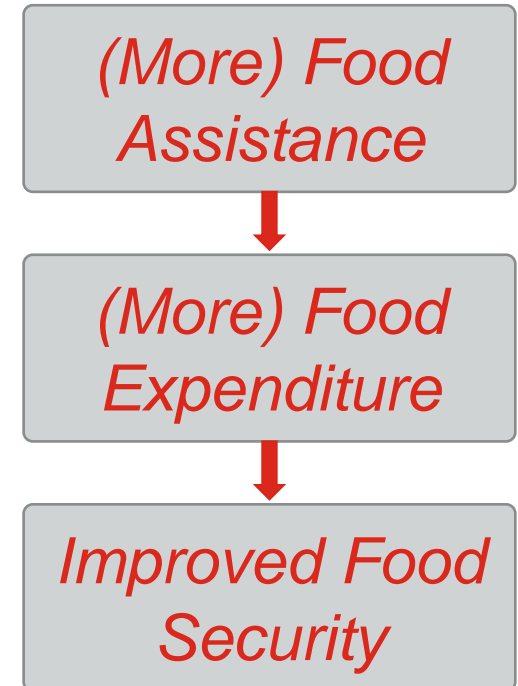 (More) Food
Assistance
(More) Food
Expenditure
Improved Food
Security